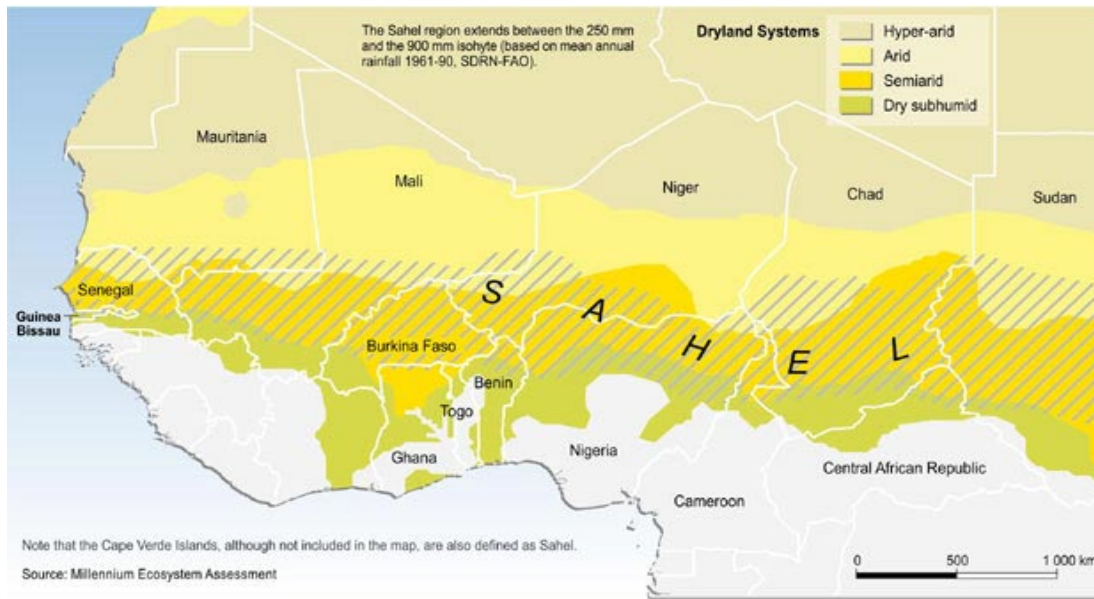 The Sahel region extends between the 250 mm
and the 900 mm isohyte (based on mean annual
rainfall 1961-90, SDRN-FAO).
Dryland Systems
Hyper-arid
Arid
Semiarid
Dry subhumid
Mauritania
Mali
Niger
Chad
Sudan
Senegal
Guinea
Bissau
SAHEL
Burkina Faso
Benin
Togo
Ghana
Nigeria
Cameroon
Central African Republic
Note that the Cape Verde Islands, although not included in the map, are also defined as Sahel.
Source: Millennium Ecosystem Assessment
0 500 1 000 km